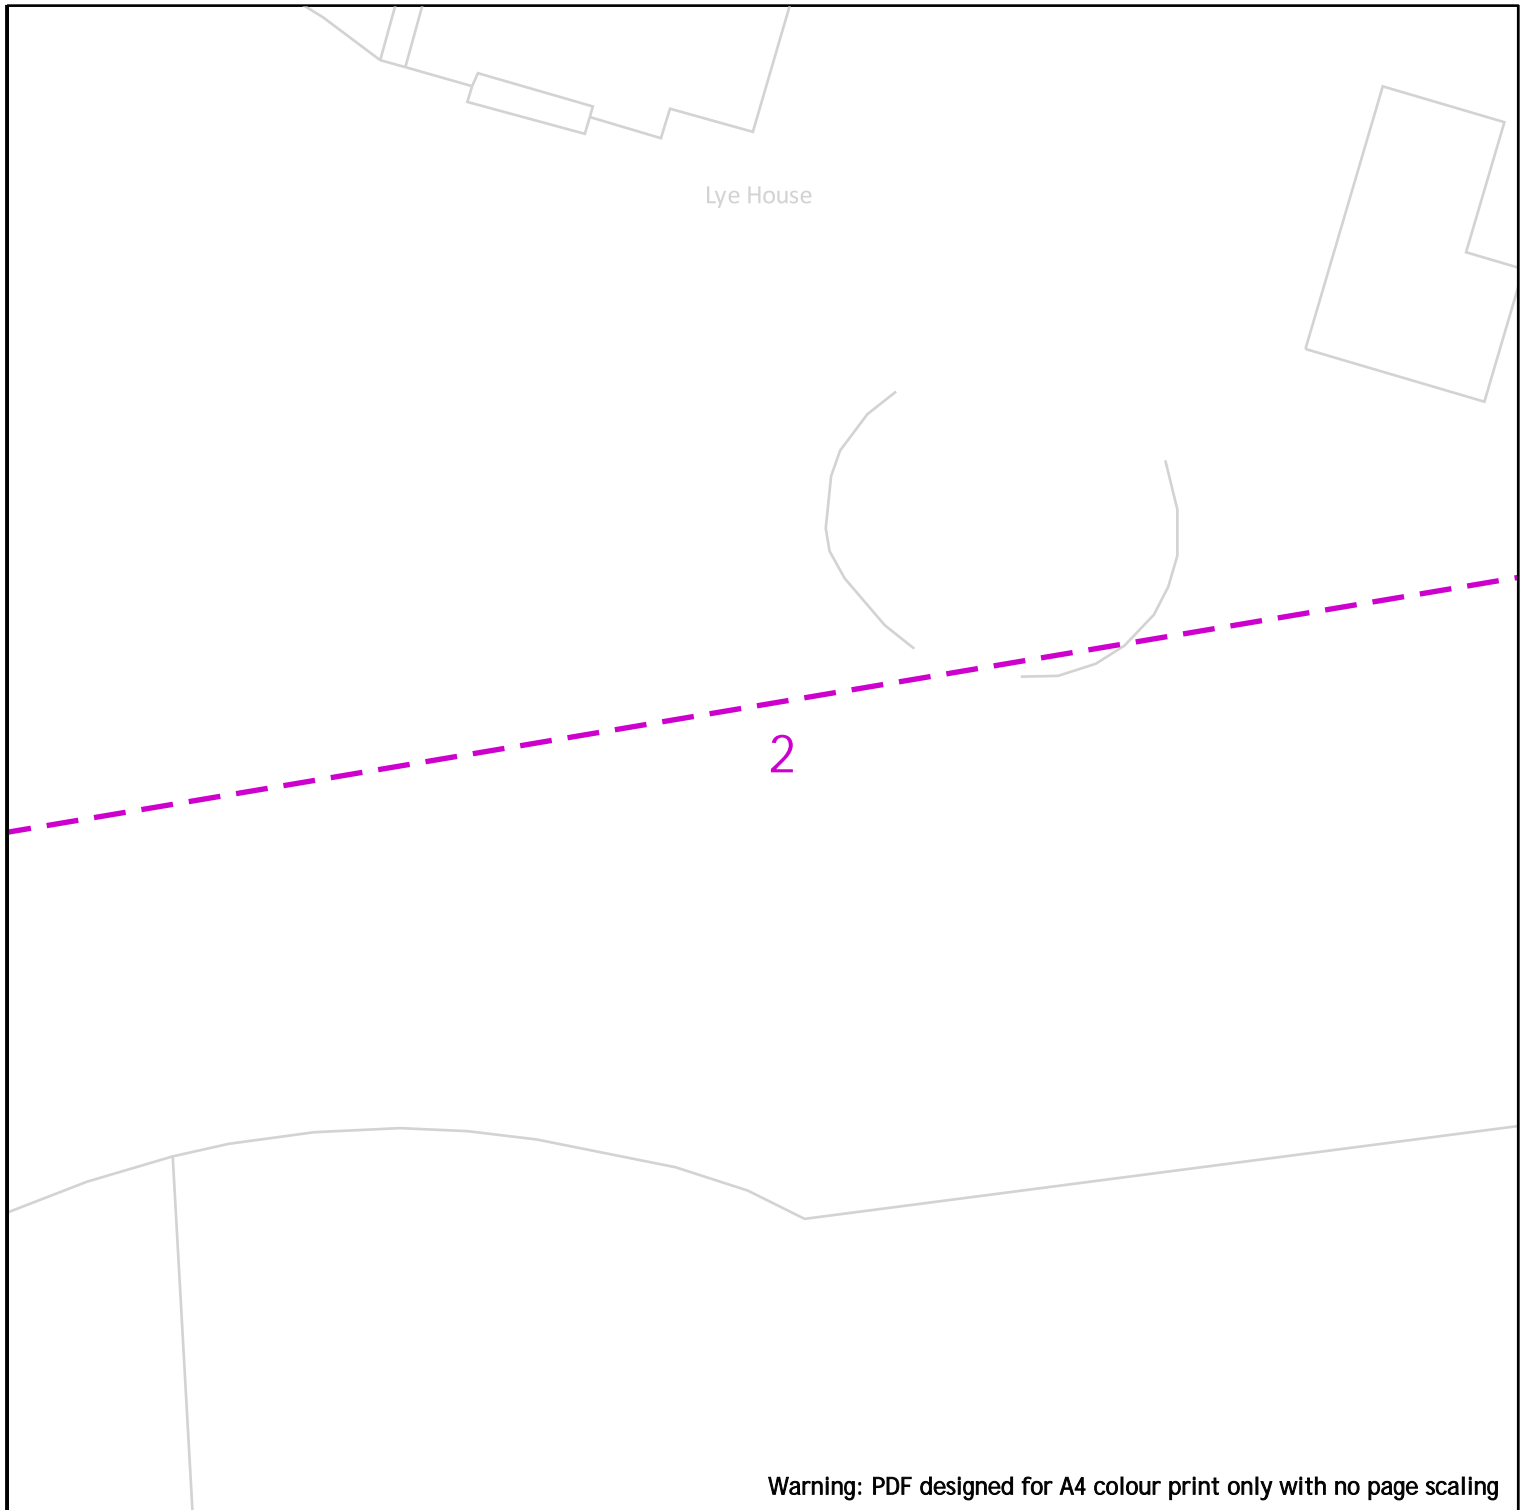 Lye House
2
Warning: PDF designed for A4 colour print only with no page scaling